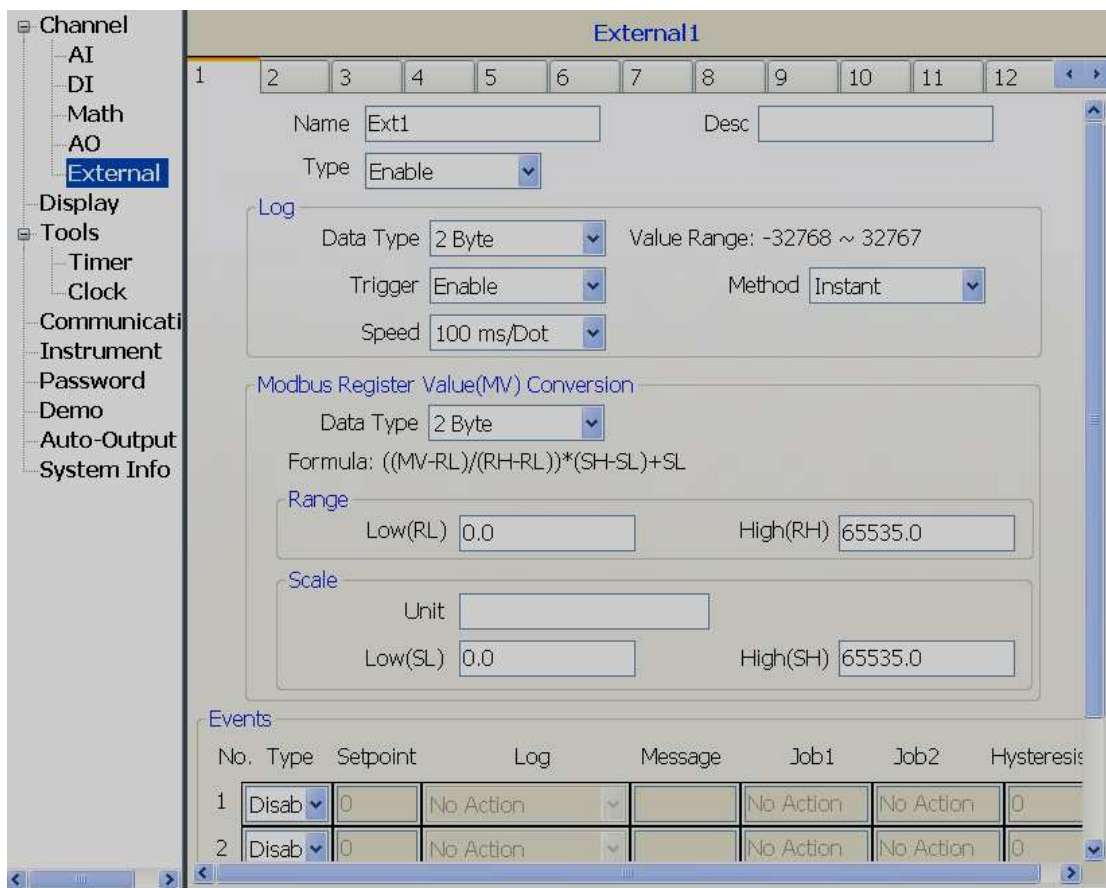 Channel
AI
DI
Math
AO
External
Display
Tools
Timer
Clock
Communicati
Instrument
Password
Demo
Auto-Output
System Info
External1
1 2 3 4 5 6 7 8 9 10 11 12
Name Ext1 Desc
Type Enable
Log
Data Type 2 Byte Value Range: -32768 ~ 32767
Trigger Enable Method Instant
Speed 100 ms/Dot
Modbus Register Value(MV) Conversion
Data Type 2 Byte
Formula: ((MV-RL)/(RH-RL))*(SH-SL)+SL
Range
Low(RL) 0.0 High(RH) 65535.0
Scale
Unit
Low(SL) 0.0 High(SH) 65535.0
Events
No. Type Setpoint Log Message Job1 Job2 Hysteresis
1 Disab 0 No Action No Action No Action 0
2 Disab 0 No Action No Action No Action 0